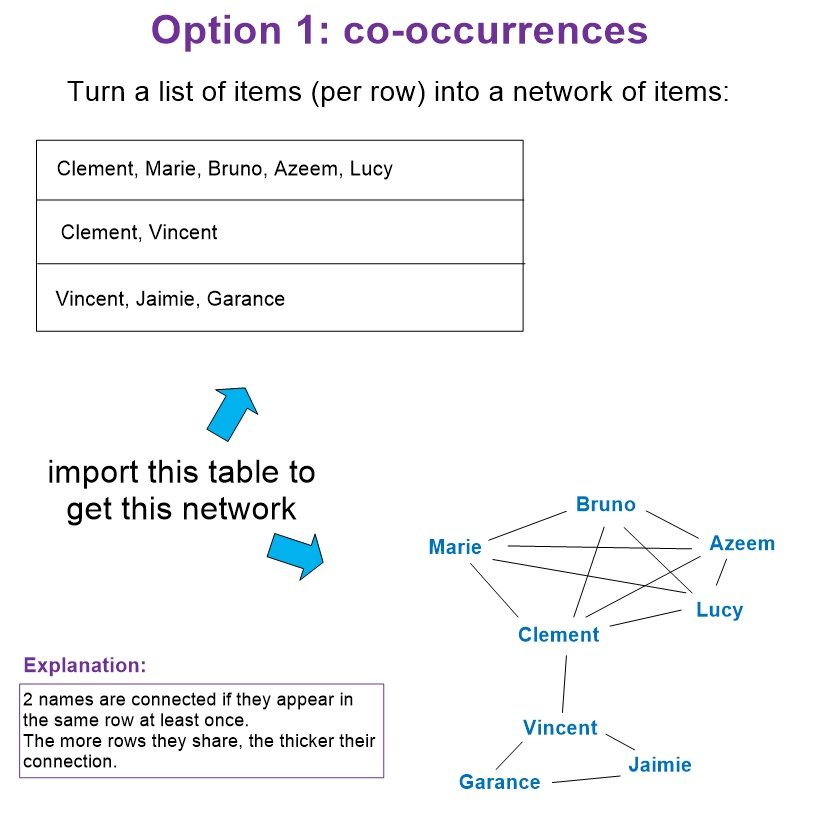 Option 1: co-occurrences
Turn a list of items (per row) into a network of items:
Clement, Marie, Bruno, Azeem, Lucy
Clement, Vincent
Vincent, Jaimie, Garance
import this table to
get this network
Bruno
Marie
Azeem
Lucy
Clement
Vincent
Jaimie
Garance
Explanation:
2 names are connected if they appear in
the same row at least once.
The more rows they share, the thicker their
connection.